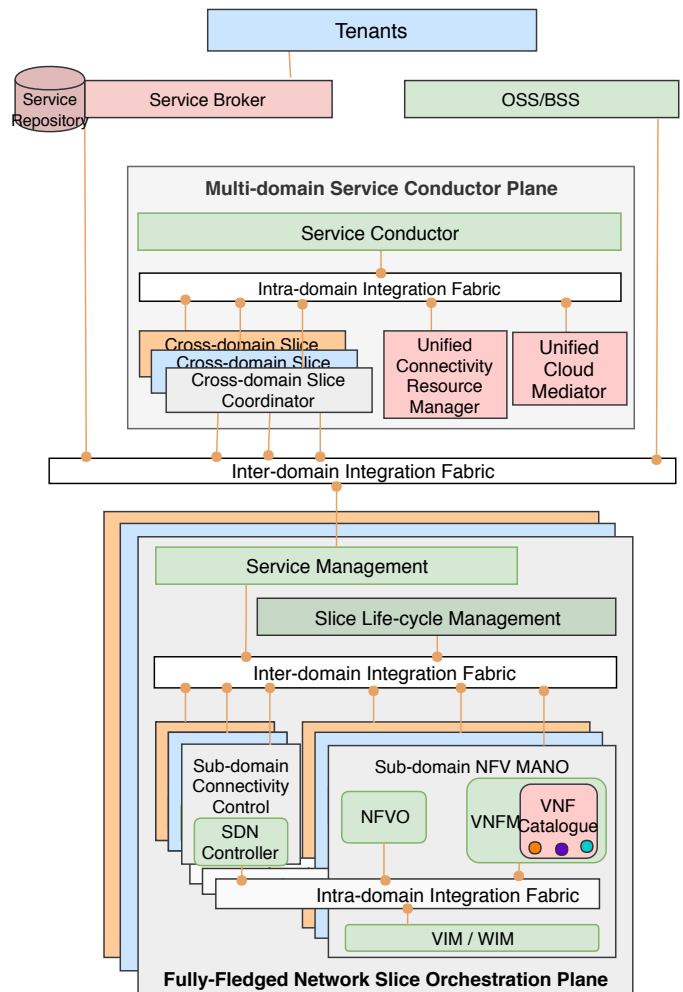 Tenants
Service
Repository
Service Broker
OSS/BSS
Multi-domain Service Conductor Plane
Service Conductor
Intra-domain Integration Fabric
Cross-domain Slice
Cross-domain Slice
Cross-domain Slice
Coordinator
Unified
Connectivity
Resource
Manager
Unified
Cloud
Mediator
Inter-domain Integration Fabric
Service Management
Slice Life-cycle Management
Inter-domain Integration Fabric
Sub-domain
Connectivity
Control
SDN
Controller
Sub-domain NFV MANO
NFVO
VNFM
VNF
Catalogue
Intra-domain Integration Fabric
VIM / WIM
Fully-Fledged Network Slice Orchestration Plane